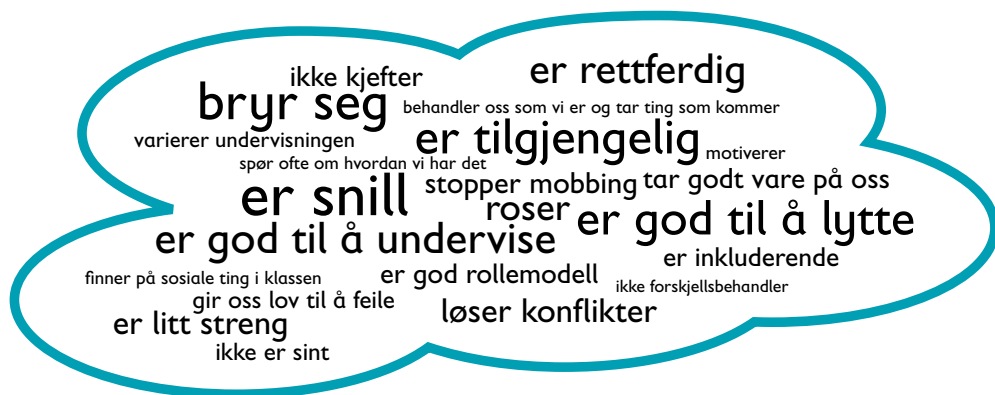 ikke kjefter
er rettferdig
bryr seg
behandler oss som vi er og tar ting som kommer
varierer undervisningen
er tilgjengelig
motiverer
spør ofte om hvordan vi har det
er snill
stopper mobbing
tar godt vare på oss
roser
er god til å lytte
er god til å undervise
er inkluderende
finner på sosiale ting i klassen
er god rollemodell
ikke forskjellsbehandler
gir oss lov til å feile
løser konflikter
er litt streng
ikke er sint